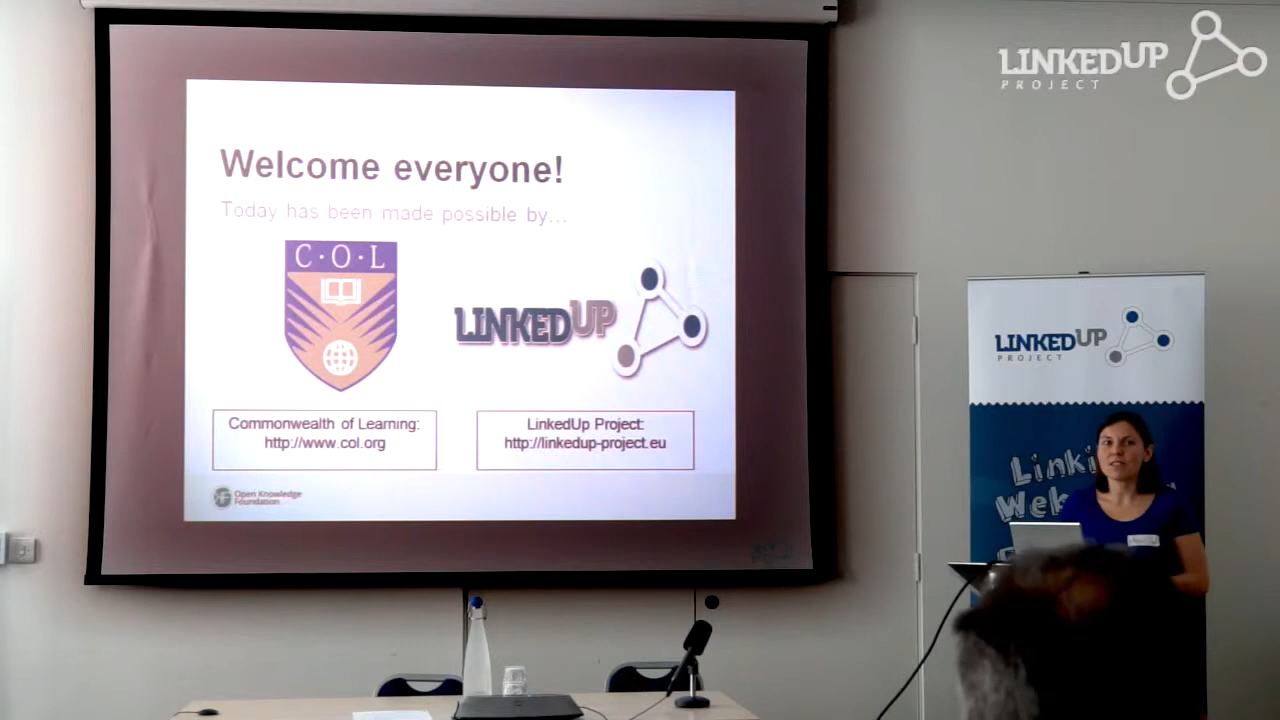 LINKEDUP
PROJECT
Welcome everyone!
Today has been made possible by...
C·O·L
LINKEDUP
Commonwealth of Learning:
http://www.col.org
LinkedUp Project:
http://linkedup-project.eu
Open Knowledge
Foundation
LINKEDUP
PROJECT